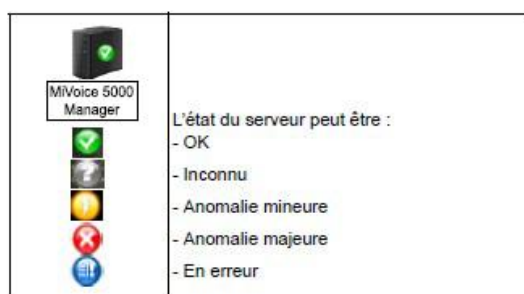 MiVoice 5000
Manager
L'état du serveur peut être :
- OK
- Inconnu
- Anomalie mineure
- Anomalie majeure
- En erreur